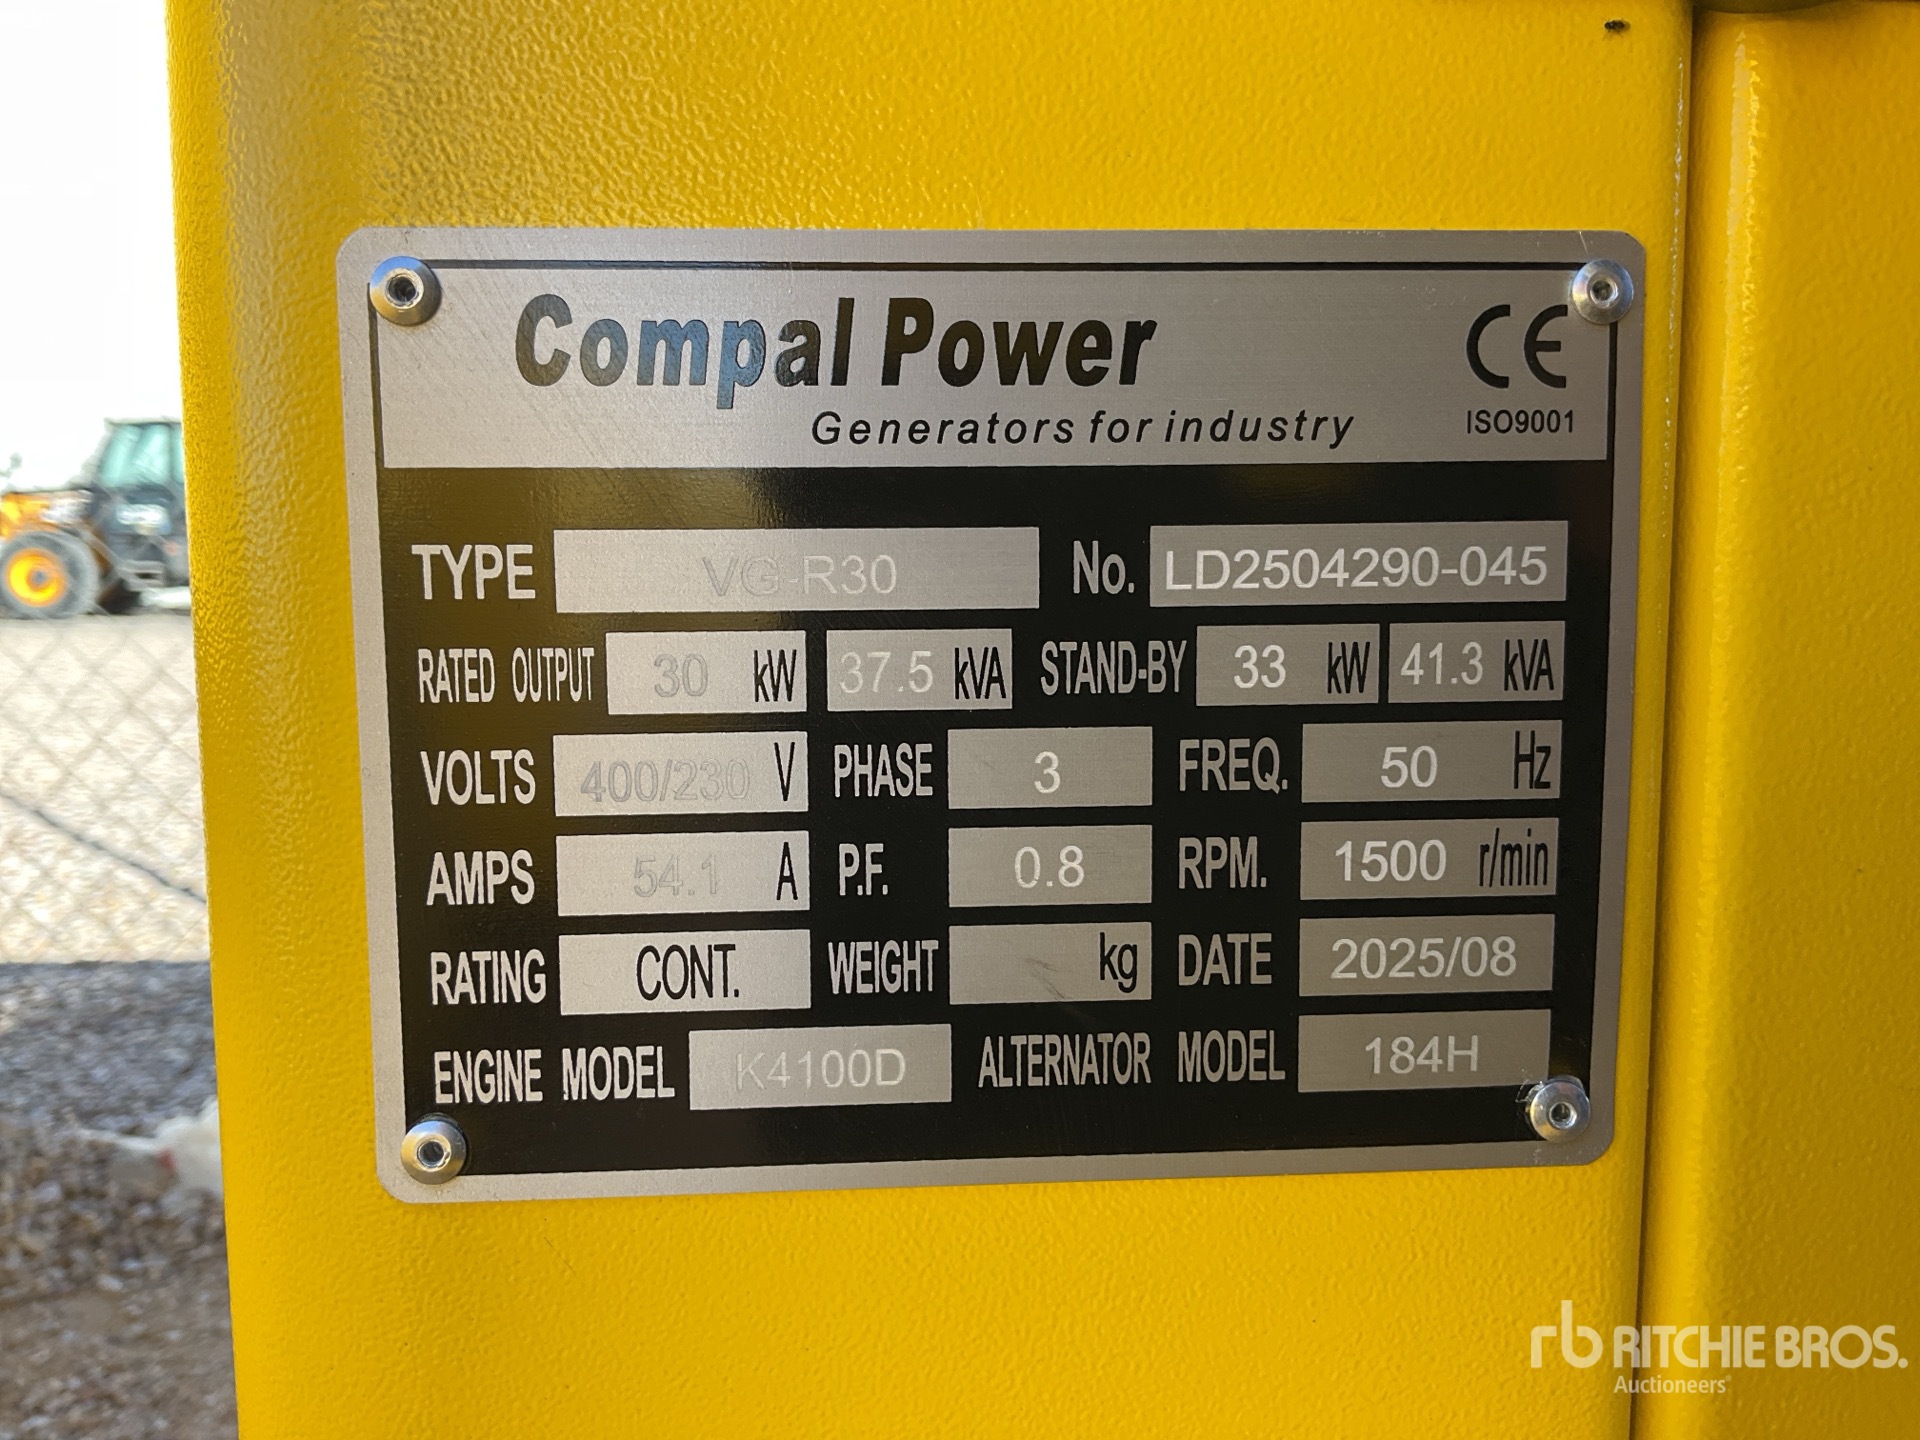 Compal Power
Generators for industry
CE
ISO9001
TYPE VG-R30 No. LD2504290-045
RATED OUTPUT 30 kW 37.5 kVA STAND-BY 33 kW 41.3 kVA
VOLTS 400/230 V PHASE 3 FREQ. 50 Hz
AMPS 54.1 A P.F. 0.8 RPM. 1500 r/min
RATING CONT. WEIGHT kg DATE 2025/08
ENGINE MODEL K4100D ALTERNATOR MODEL 184H
rb RITCHIE BROS.
Auctioneers